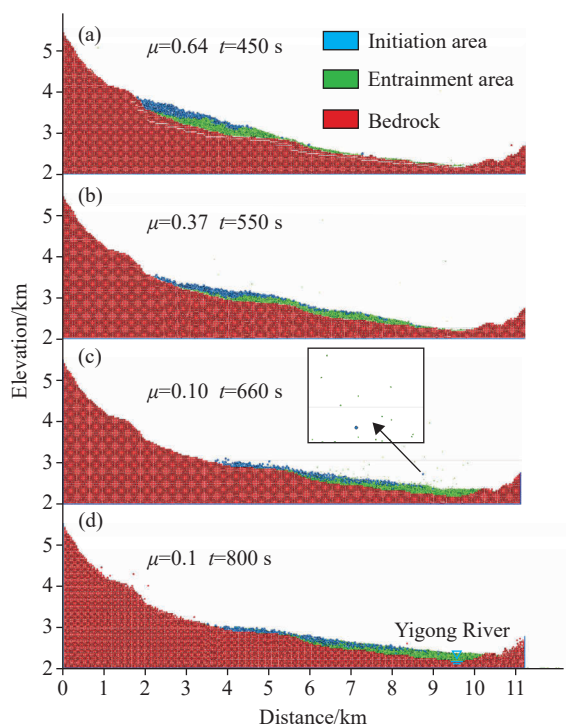 (a)
μ=0.64 t=450 s
Initiation area
Entrainment area
Bedrock
5
4
3
2
(b)
μ=0.37 t=550 s
5
4
3
2
Elevation/km
(c)
μ=0.10 t=660 s
5
4
3
2
(d)
μ=0.1 t=800 s
Yigong River
5
4
3
2
0 1 2 3 4 5 6 7 8 9 10 11
Distance/km